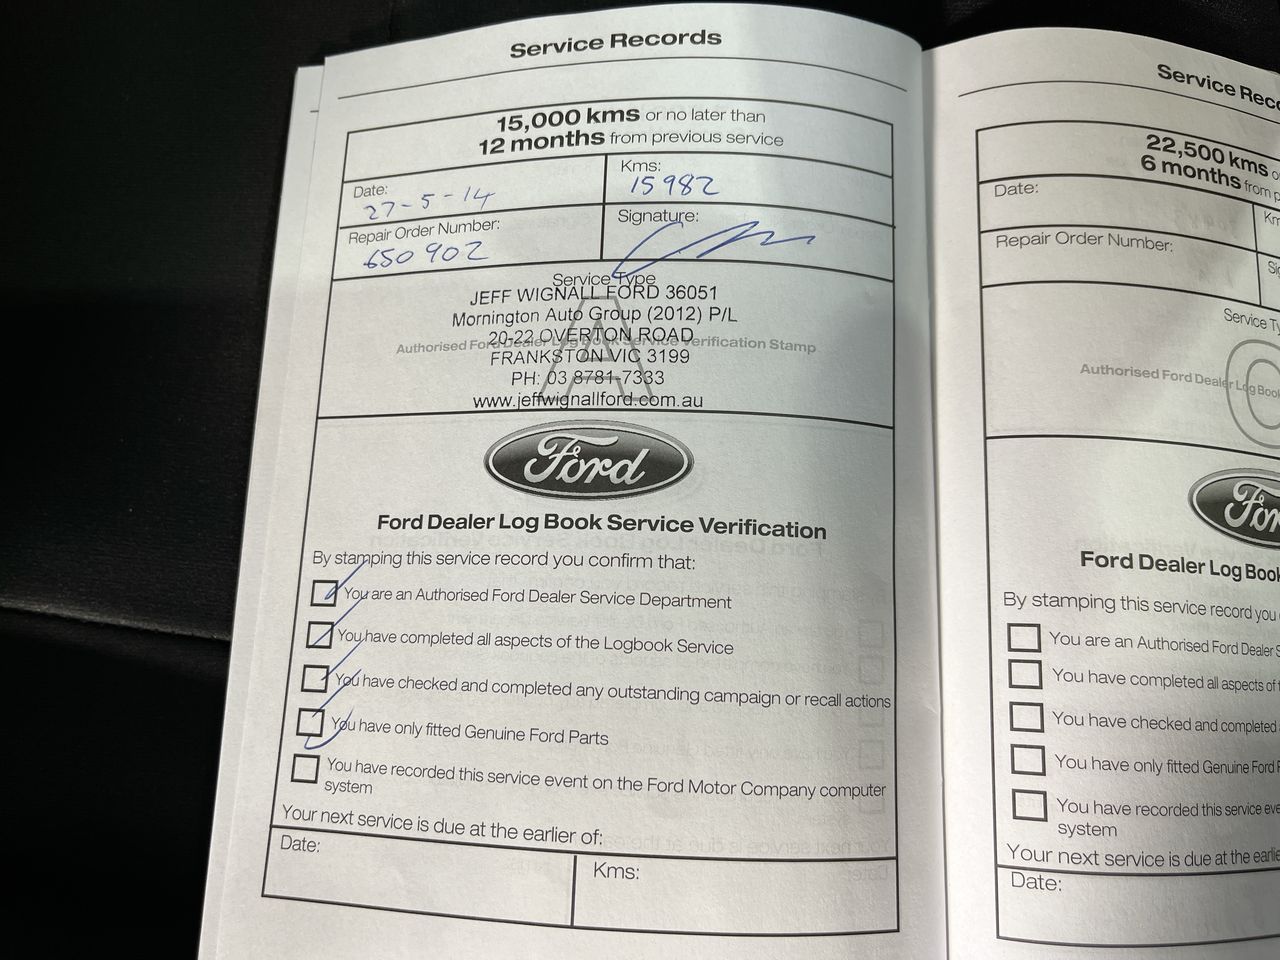 Service Records
15,000 kms or no later than
12 months from previous service
Date:
27-5-14
Kms:
15982
Repair Order Number:
650902
Signature:
Service Type
A
Authorised Ford Dealer Log Book Service Verification Stamp
JEFF WIGNALL FORD 36051
Mornington Auto Group (2012) P/L
20-22 OVERTON ROAD
FRANKSTON VIC 3199
PH: 03 8781-7333
www.jeffwignallford.com.au
Ford
Ford Dealer Log Book Service Verification
By stamping this service record you confirm that:
You are an Authorised Ford Dealer Service Department
You have completed all aspects of the Logbook Service
You have checked and completed any outstanding campaign or recall actions
You have only fitted Genuine Ford Parts
You have recorded this service event on the Ford Motor Company computer
system
Your next service is due at the earlier of:
Date:
Kms:
Service Rec
22,500 kms o
6 months from p
Date:
Km
Repair Order Number:
Si
Service Ty
C
Authorised Ford Dealer Log Book
For
Ford Dealer Log Book
By stamping this service record you
You are an Authorised Ford Dealer S
You have completed all aspects of t
You have checked and completed
You have only fitted Genuine Ford
You have recorded this service eve
system
Your next service is due at the earlie
Date: